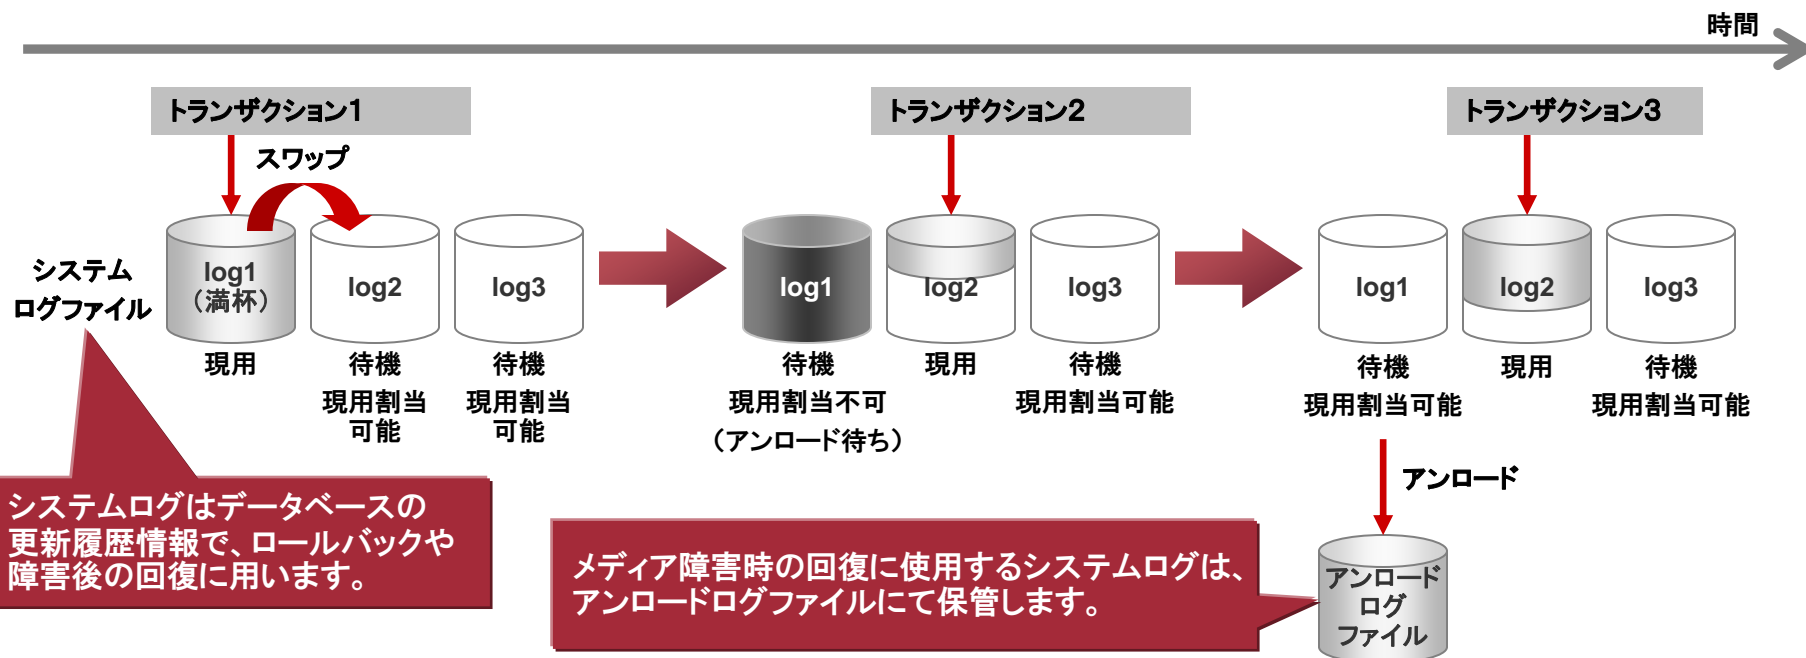 時間
トランザクション1
トランザクション2
トランザクション3
スワップ
システム
ログファイル
log1
（満杯）
log2
log3
log1
log2
log3
log1
log2
log3
現用
待機
待機
待機
現用
待機
待機
現用
待機
現用割当
可能
現用割当
可能
現用割当不可
（アンロード待ち）
現用割当可能
現用割当可能
現用割当可能
アンロード
システムログはデータベースの
更新履歴情報で、ロールバックや
障害後の回復に用います。
メディア障害時の回復に使用するシステムログは、
アンロードログファイルにて保管します。
アンロード
ログ
ファイル